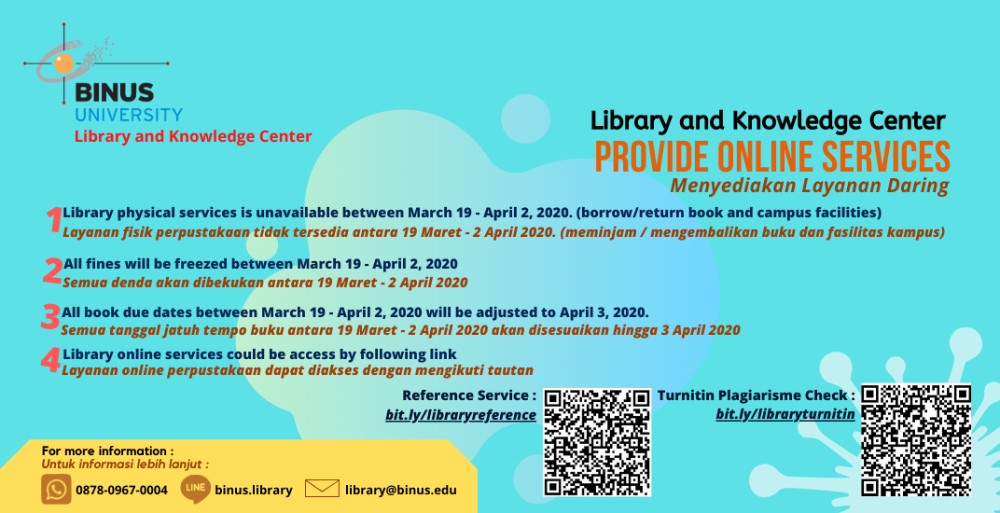 BINUS
UNIVERSITY
Library and Knowledge Center
Library and Knowledge Center
PROVIDE ONLINE SERVICES
Menyediakan Layanan Daring
1 Library physical services is unavailable between March 19 - April 2, 2020. (borrow/return book and campus facilities)
Layanan fisik perpustakaan tidak tersedia antara 19 Maret - 2 April 2020. (meminjam / mengembalikan buku dan fasilitas kampus)
2 All fines will be freezed between March 19 - April 2, 2020
Semua denda akan dibekukan antara 19 Maret - 2 April 2020
3 All book due dates between March 19 - April 2, 2020 will be adjusted to April 3, 2020.
Semua tanggal jatuh tempo buku antara 19 Maret - 2 April 2020 akan disesuaikan hingga 3 April 2020
4 Library online services could be access by following link
Layanan online perpustakaan dapat diakses dengan mengikuti tautan
Reference Service :
bit.ly/libraryreference
Turnitin Plagiarisme Check :
bit.ly/libraryturnitin
For more information :
Untuk informasi lebih lanjut :
0878-0967-0004 LINE binus.library library@binus.edu